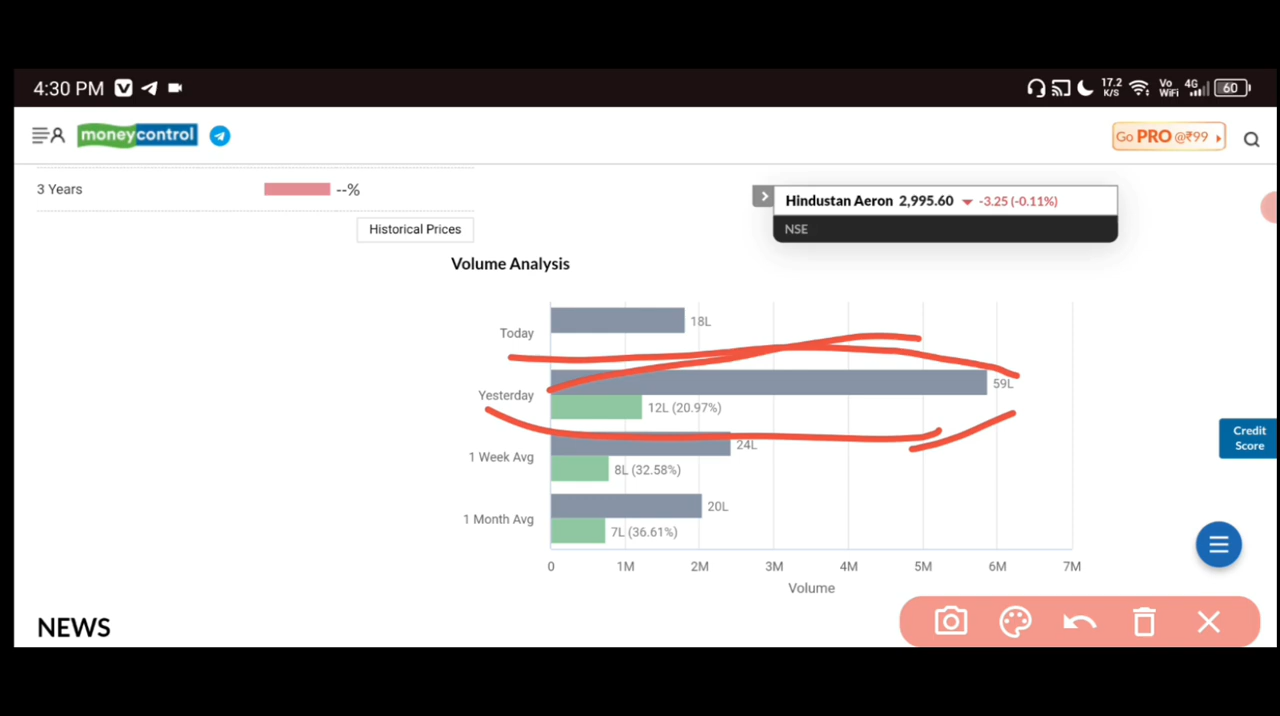 4:30 PM
17.2 K/S
Vo WiFi
4G
60
moneycontrol
Go PRO @₹99
3 Years --%
Historical Prices
Hindustan Aeron 2,995.60 -3.25 (-0.11%)
NSE
Volume Analysis
Today 18L
Yesterday 59L
12L (20.97%)
1 Week Avg 24L
8L (32.58%)
1 Month Avg 20L
7L (36.61%)
0 1M 2M 3M 4M 5M 6M 7M
Volume
Credit
Score
NEWS